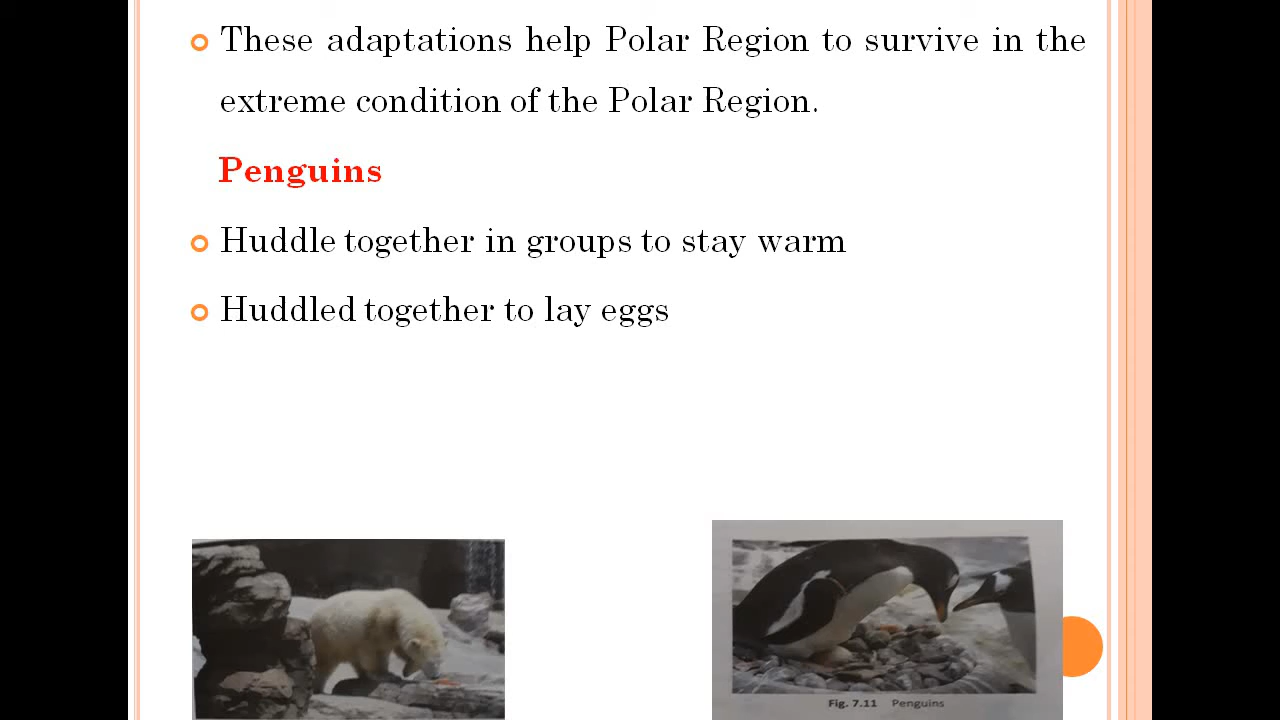 These adaptations help Polar Region to survive in the
extreme condition of the Polar Region.
Penguins
Huddle together in groups to stay warm
Huddled together to lay eggs
Fig. 7.11 Penguins